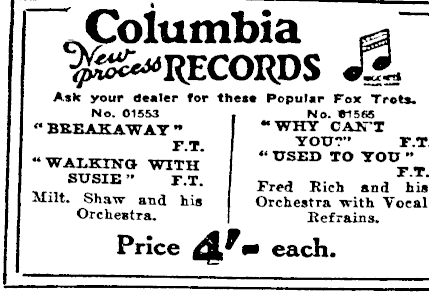 Columbia
New
process RECORDS
Ask your dealer for these Popular Fox Trots.
No. 01553
"BREAKAWAY"
F.T.
"WALKING WITH
SUSIE" F.T.
Milt. Shaw and his
Orchestra.
No. 01565
"WHY CAN'T
YOU?" F.T.
"USED TO YOU"
F.T.
Fred Rich and his
Orchestra with Vocal
Refrains.
Price 4'- each.